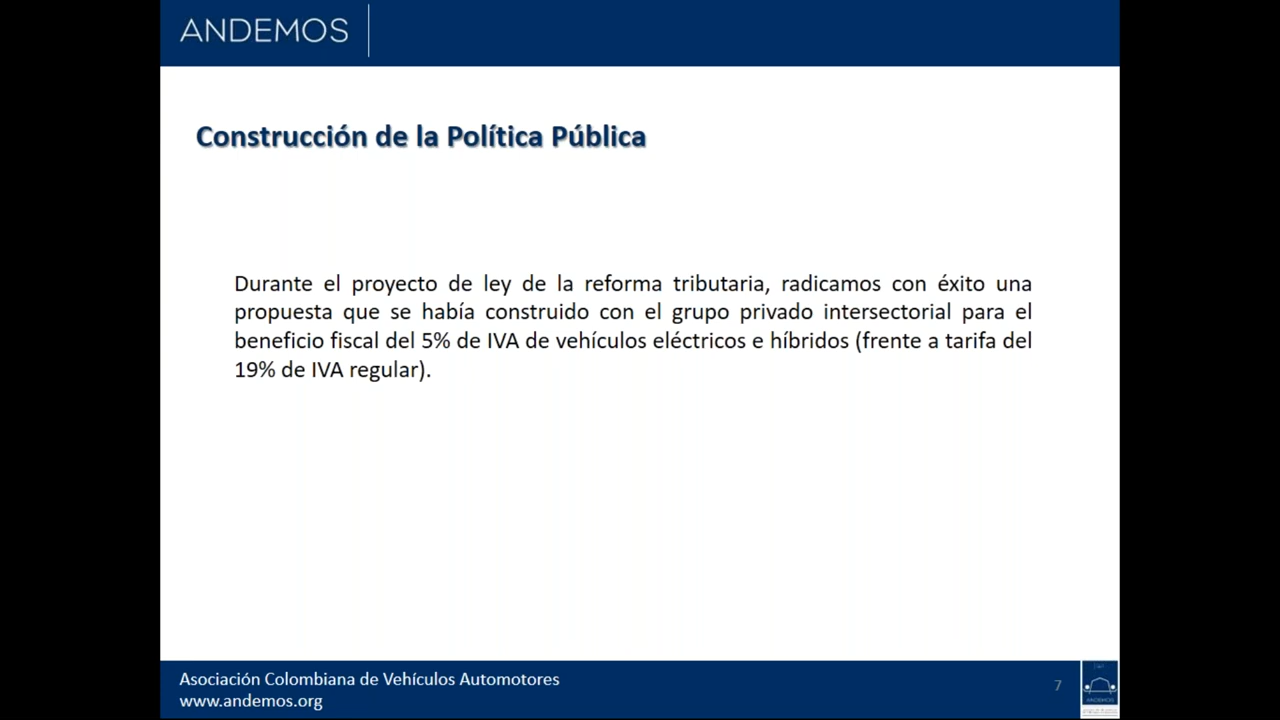 ANDEMOS
Construcción de la Política Pública
Durante el proyecto de ley de la reforma tributaria, radicamos con éxito una
propuesta que se había construido con el grupo privado intersectorial para el
beneficio fiscal del 5% de IVA de vehículos eléctricos e híbridos (frente a tarifa del
19% de IVA regular).
Asociación Colombiana de Vehículos Automotores
www.andemos.org
7
ANDEMOS